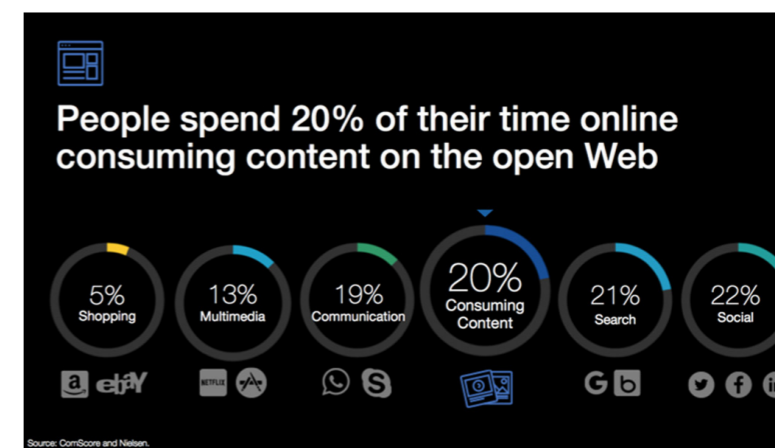 People spend 20% of their time online
consuming content on the open Web
5%
Shopping
13%
Multimedia
19%
Communication
20%
Consuming
Content
21%
Search
22%
Social
a
ebaY
NETFLIX
S
G
b
f
in
Source: ComScore and Nielsen.